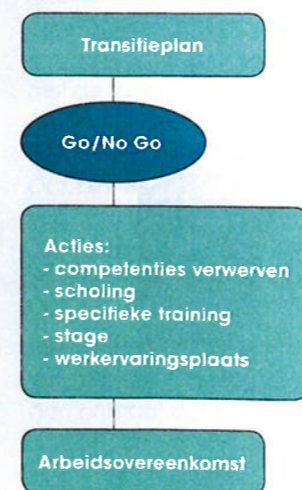 Transitieplan
Go/No Go
Acties:
- competenties verwerven
- scholing
- specifieke training
- stage
- werkervaringsplaats
Arbeidsovereenkomst